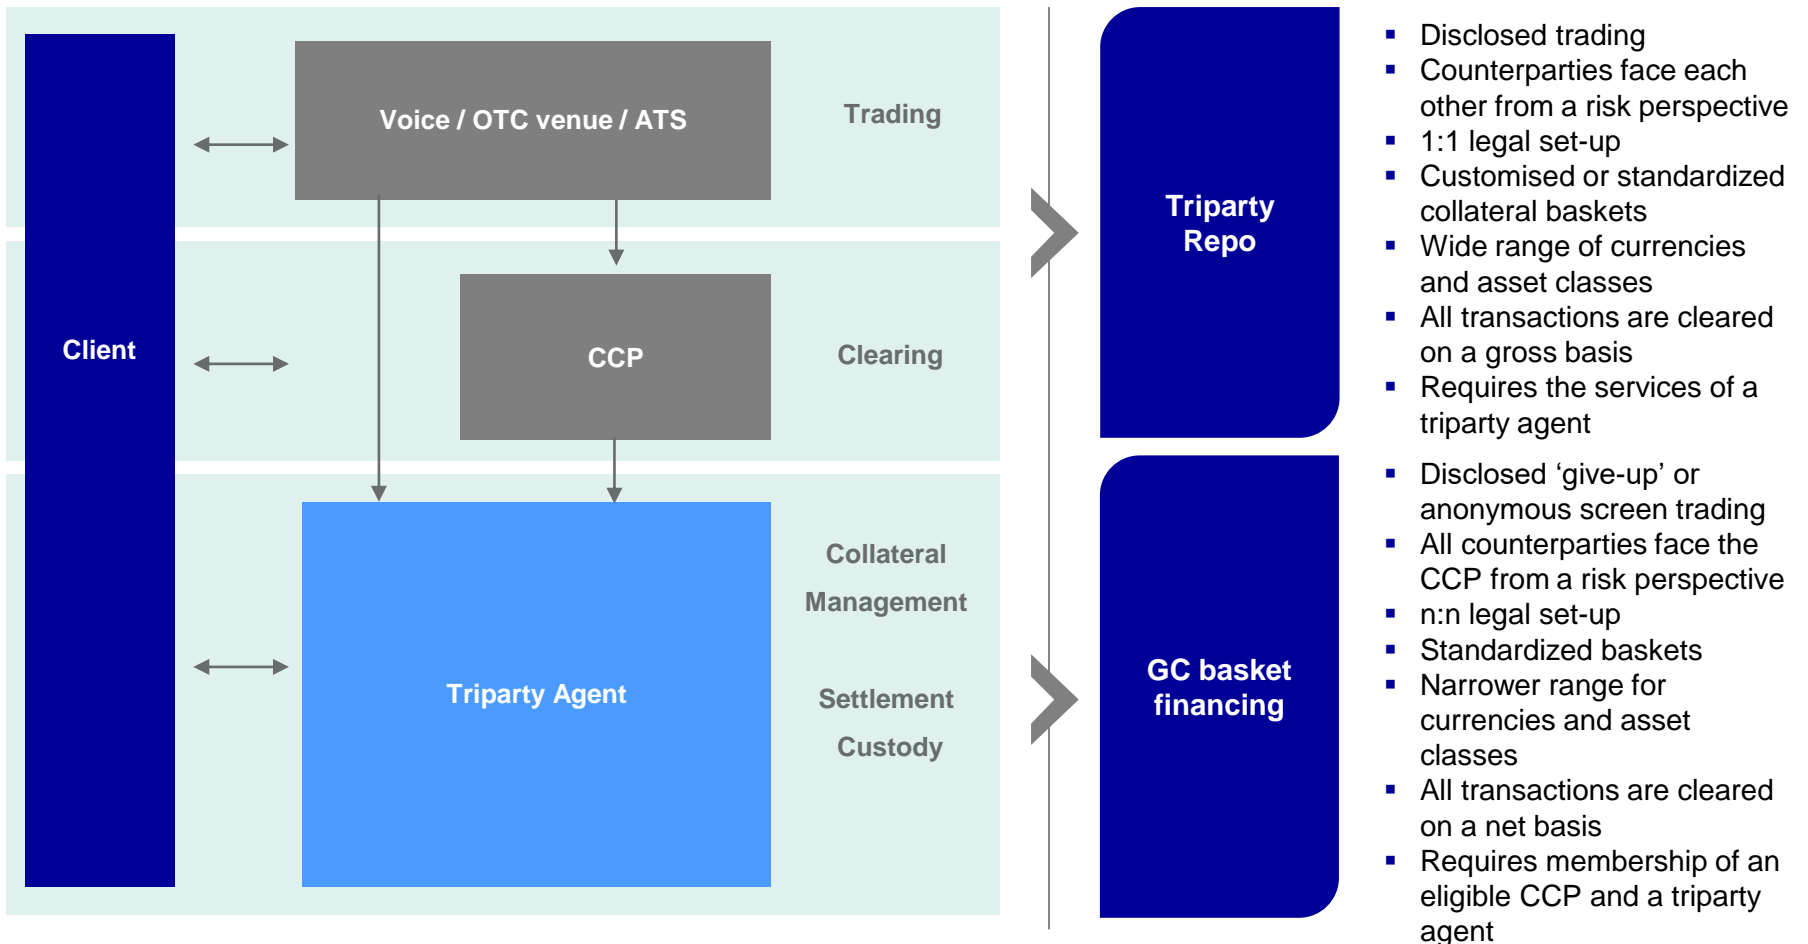 Client
Voice / OTC venue / ATS
Trading
CCP
Clearing
Triparty Agent
Collateral
Management
Settlement
Custody
Triparty
Repo
▪ Disclosed trading
▪ Counterparties face each
other from a risk perspective
▪ 1:1 legal set-up
▪ Customised or standardized
collateral baskets
▪ Wide range of currencies
and asset classes
▪ All transactions are cleared
on a gross basis
▪ Requires the services of a
triparty agent
GC basket
financing
▪ Disclosed ‘give-up’ or
anonymous screen trading
▪ All counterparties face the
CCP from a risk perspective
▪ n:n legal set-up
▪ Standardized baskets
▪ Narrower range for
currencies and asset
classes
▪ All transactions are cleared
on a net basis
▪ Requires membership of an
eligible CCP and a triparty
agent